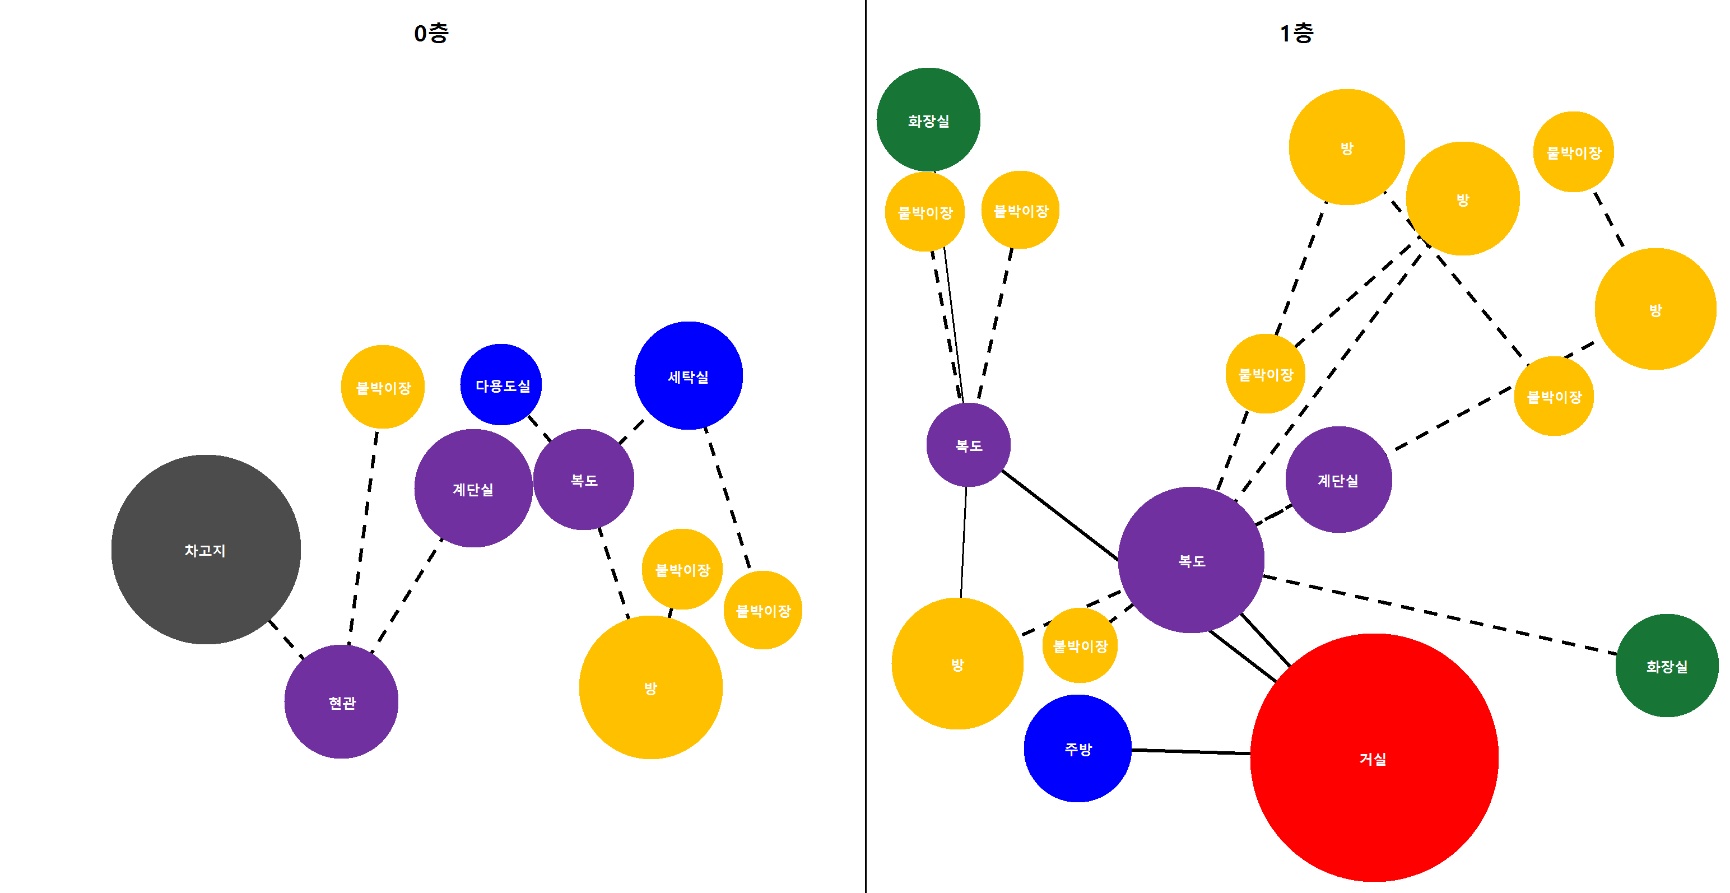 0층
붙박이장
다용도실
세탁실
계단실
복도
차고지
붙박이장
붙박이장
현관
방
1층
화장실
방
붙박이장
방
붙박이장
붙박이장
방
붙박이장
붙박이장
복도
계단실
복도
방
붙박이장
화장실
주방
거실